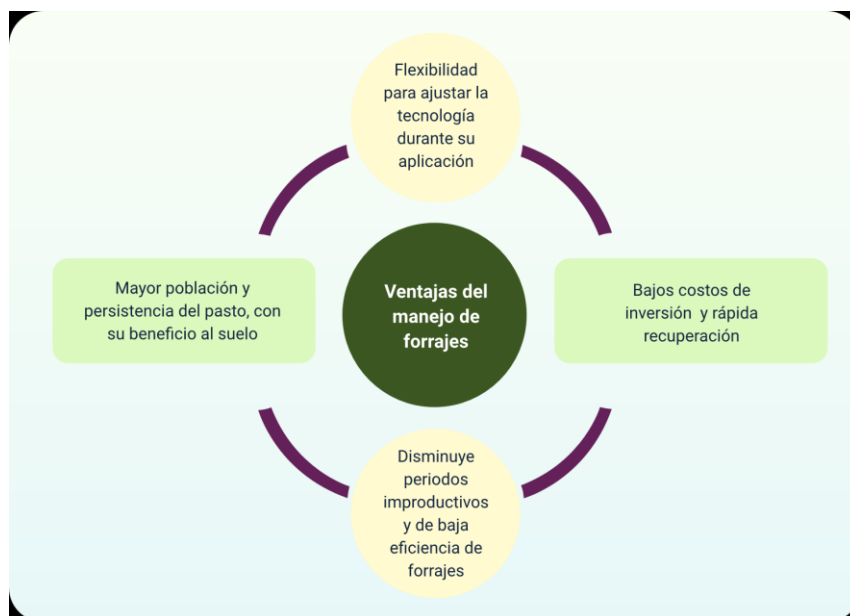 Flexibilidad
para ajustar la
tecnología
durante su
aplicación
Mayor población y
persistencia del pasto, con
su beneficio al suelo
Ventajas del
manejo de
forrajes
Bajos costos de
inversión y rápida
recuperación
Disminuye
periodos
improductivos
y de baja
eficiencia de
forrajes